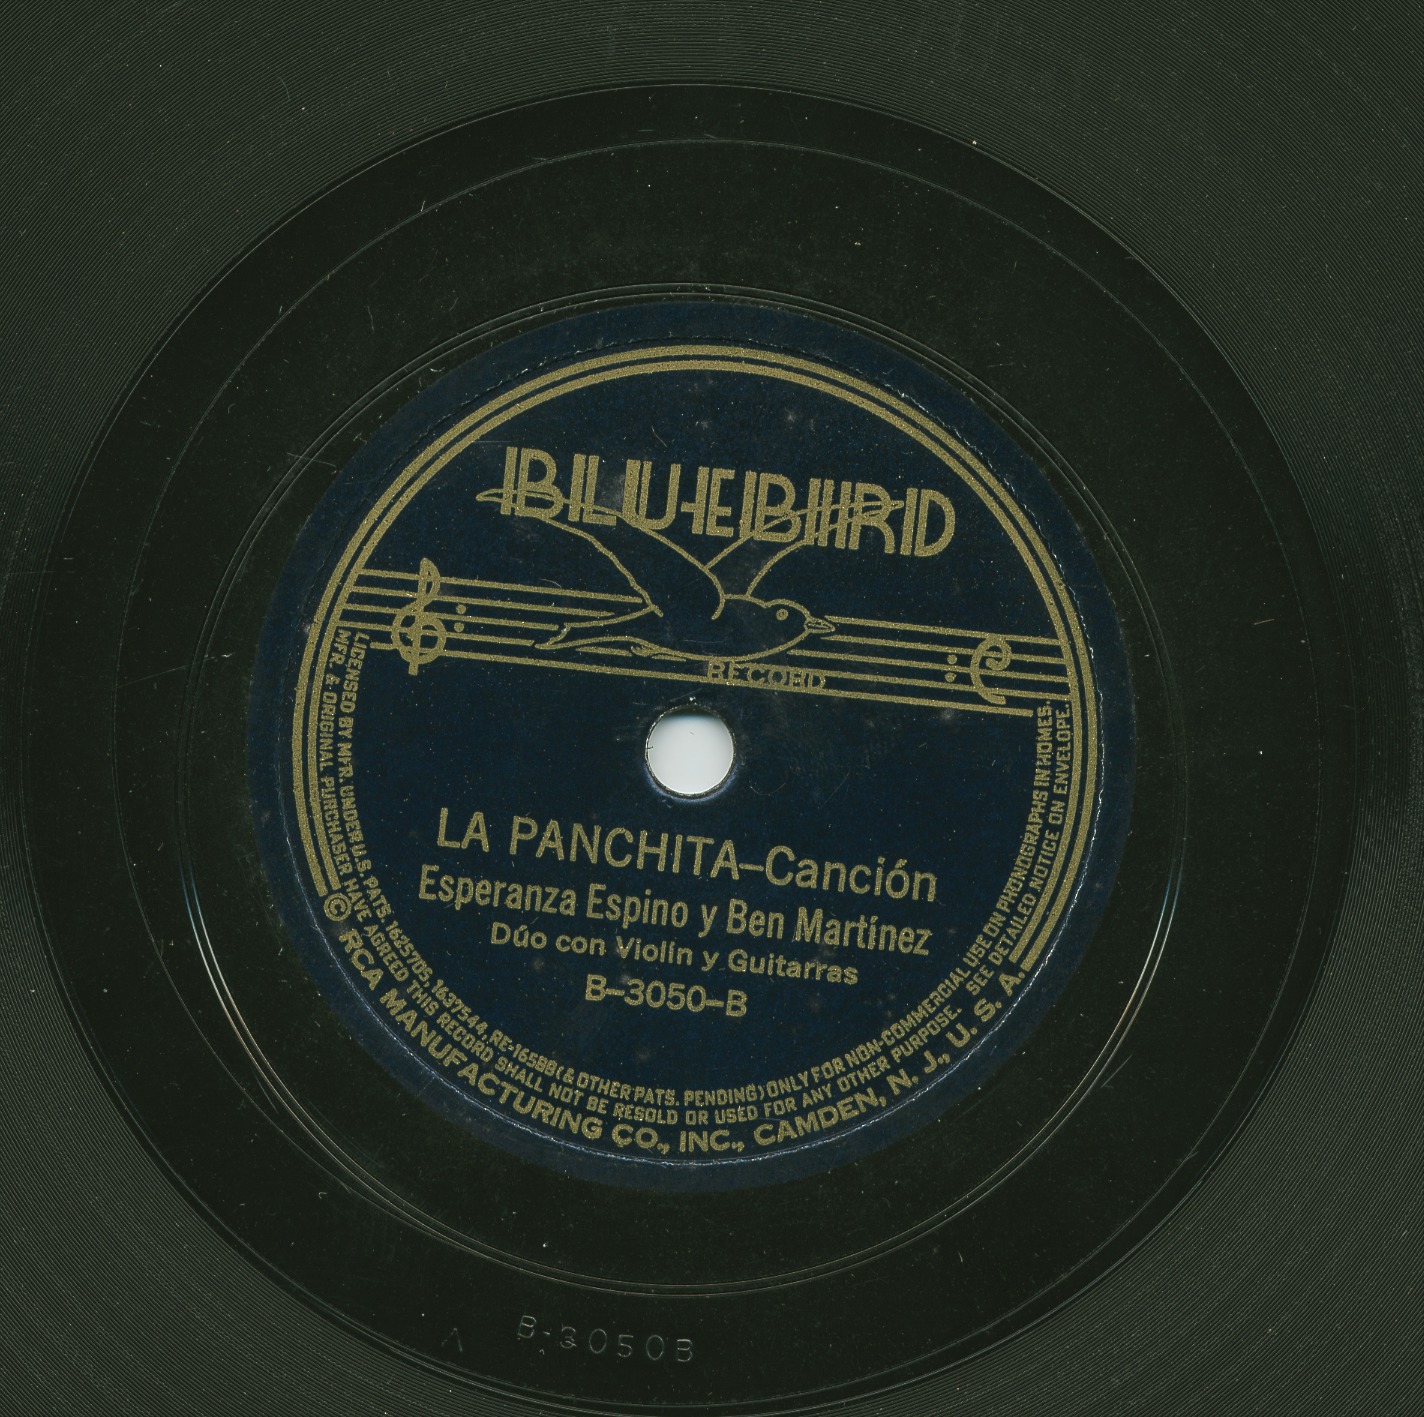 BLUEBIRD
RECORD
LA PANCHITA–Canción
Esperanza Espino y Ben Martínez
Dúo con Violín y Guitarras
B–3050–B
LICENSED BY MFR. UNDER U.S. PATS. 1625705, 1637544, RE-16588 (& OTHER PATS. PENDING) ONLY FOR NON-COMMERCIAL USE ON PHONOGRAPHS IN HOMES.
MFR. & ORIGINAL PURCHASER HAVE AGREED THIS RECORD SHALL NOT BE RESOLD OR USED FOR ANY OTHER PURPOSE. SEE DETAILED NOTICE ON ENVELOPE.
© RCA MANUFACTURING CO., INC., CAMDEN, N. J., U. S. A.
B-3050B